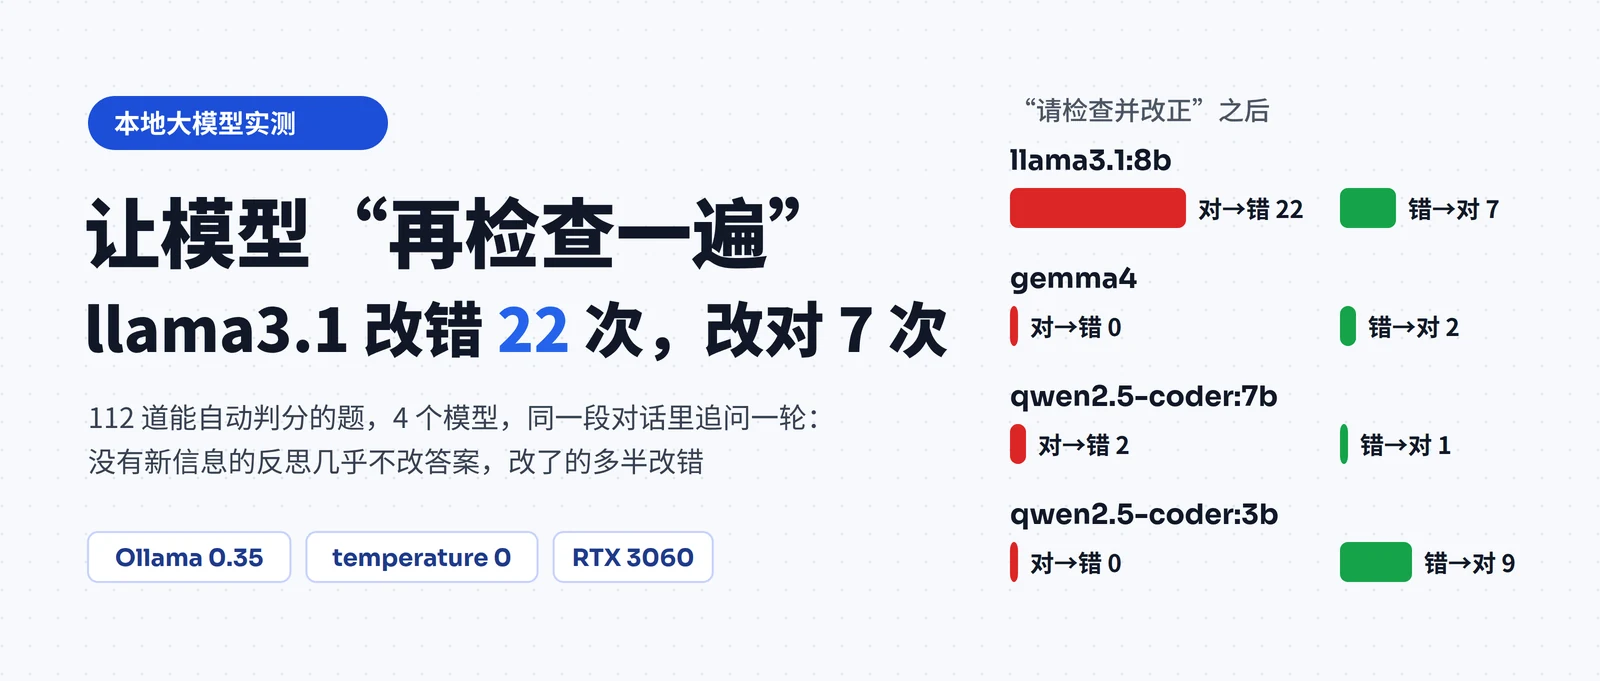 本地大模型实测
让模型“再检查一遍”
llama3.1 改错 22 次，改对 7 次
112 道能自动判分的题，4 个模型，同一段对话里追问一轮：
没有新信息的反思几乎不改答案，改了的多半改错
Ollama 0.35
temperature 0
RTX 3060
“请检查并改正”之后
llama3.1:8b
对→错 22
错→对 7
gemma4
对→错 0
错→对 2
qwen2.5-coder:7b
对→错 2
错→对 1
qwen2.5-coder:3b
对→错 0
错→对 9